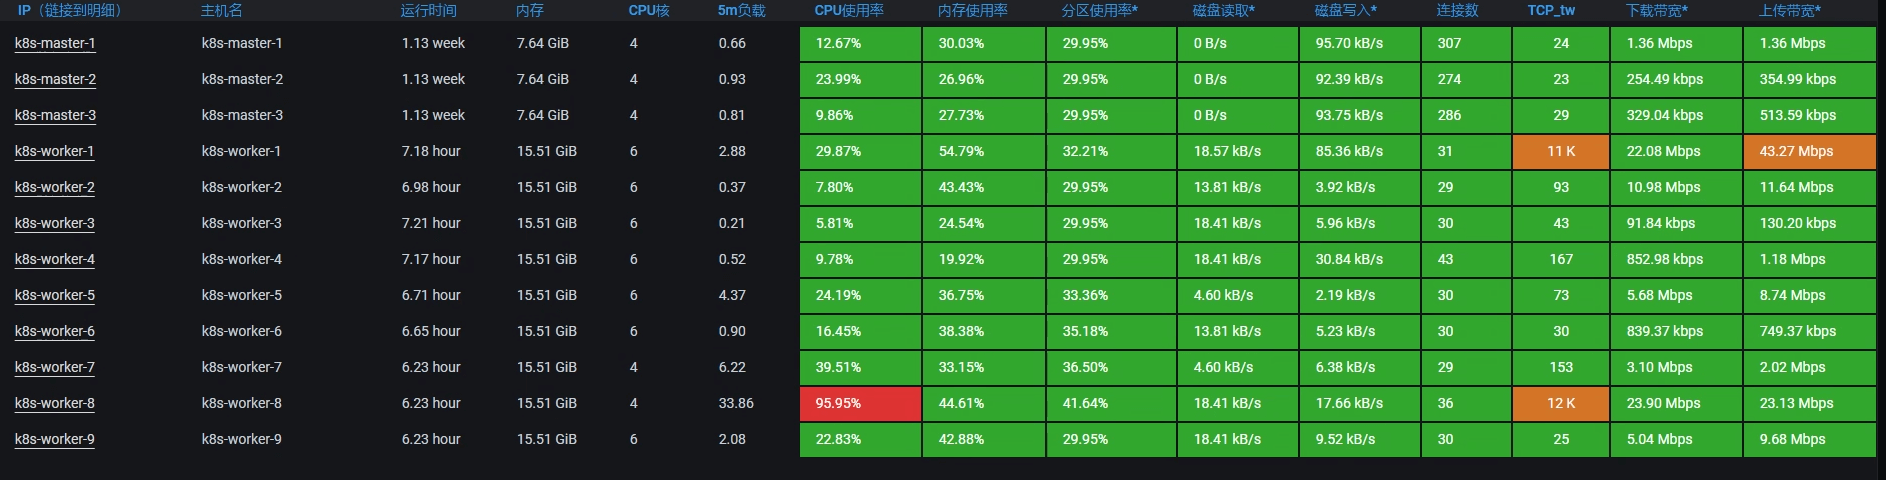 IP（链接到明细） 主机名 运行时间 内存 CPU核 5m负载 CPU使用率 内存使用率 分区使用率* 磁盘读取* 磁盘写入* 连接数 TCP_tw 下载带宽* 上传带宽*
k8s-master-1 k8s-master-1 1.13 week 7.64 GiB 4 0.66 12.67% 30.03% 29.95% 0 B/s 95.70 kB/s 307 24 1.36 Mbps 1.36 Mbps
k8s-master-2 k8s-master-2 1.13 week 7.64 GiB 4 0.93 23.99% 26.96% 29.95% 0 B/s 92.39 kB/s 274 23 254.49 kbps 354.99 kbps
k8s-master-3 k8s-master-3 1.13 week 7.64 GiB 4 0.81 9.86% 27.73% 29.95% 0 B/s 93.75 kB/s 286 29 329.04 kbps 513.59 kbps
k8s-worker-1 k8s-worker-1 7.18 hour 15.51 GiB 6 2.88 29.87% 54.79% 32.21% 18.57 kB/s 85.36 kB/s 31 11 K 22.08 Mbps 43.27 Mbps
k8s-worker-2 k8s-worker-2 6.98 hour 15.51 GiB 6 0.37 7.80% 43.43% 29.95% 13.81 kB/s 3.92 kB/s 29 93 10.98 Mbps 11.64 Mbps
k8s-worker-3 k8s-worker-3 7.21 hour 15.51 GiB 6 0.21 5.81% 24.54% 29.95% 18.41 kB/s 5.96 kB/s 30 43 91.84 kbps 130.20 kbps
k8s-worker-4 k8s-worker-4 7.17 hour 15.51 GiB 6 0.52 9.78% 19.92% 29.95% 18.41 kB/s 30.84 kB/s 43 167 852.98 kbps 1.18 Mbps
k8s-worker-5 k8s-worker-5 6.71 hour 15.51 GiB 6 4.37 24.19% 36.75% 33.36% 4.60 kB/s 2.19 kB/s 30 73 5.68 Mbps 8.74 Mbps
k8s-worker-6 k8s-worker-6 6.65 hour 15.51 GiB 6 0.90 16.45% 38.38% 35.18% 13.81 kB/s 5.23 kB/s 30 30 839.37 kbps 749.37 kbps
k8s-worker-7 k8s-worker-7 6.23 hour 15.51 GiB 4 6.22 39.51% 33.15% 36.50% 4.60 kB/s 6.38 kB/s 29 153 3.10 Mbps 2.02 Mbps
k8s-worker-8 k8s-worker-8 6.23 hour 15.51 GiB 4 33.86 95.95% 44.61% 41.64% 18.41 kB/s 17.66 kB/s 36 12 K 23.90 Mbps 23.13 Mbps
k8s-worker-9 k8s-worker-9 6.23 hour 15.51 GiB 6 2.08 22.83% 42.88% 29.95% 18.41 kB/s 9.52 kB/s 30 25 5.04 Mbps 9.68 Mbps